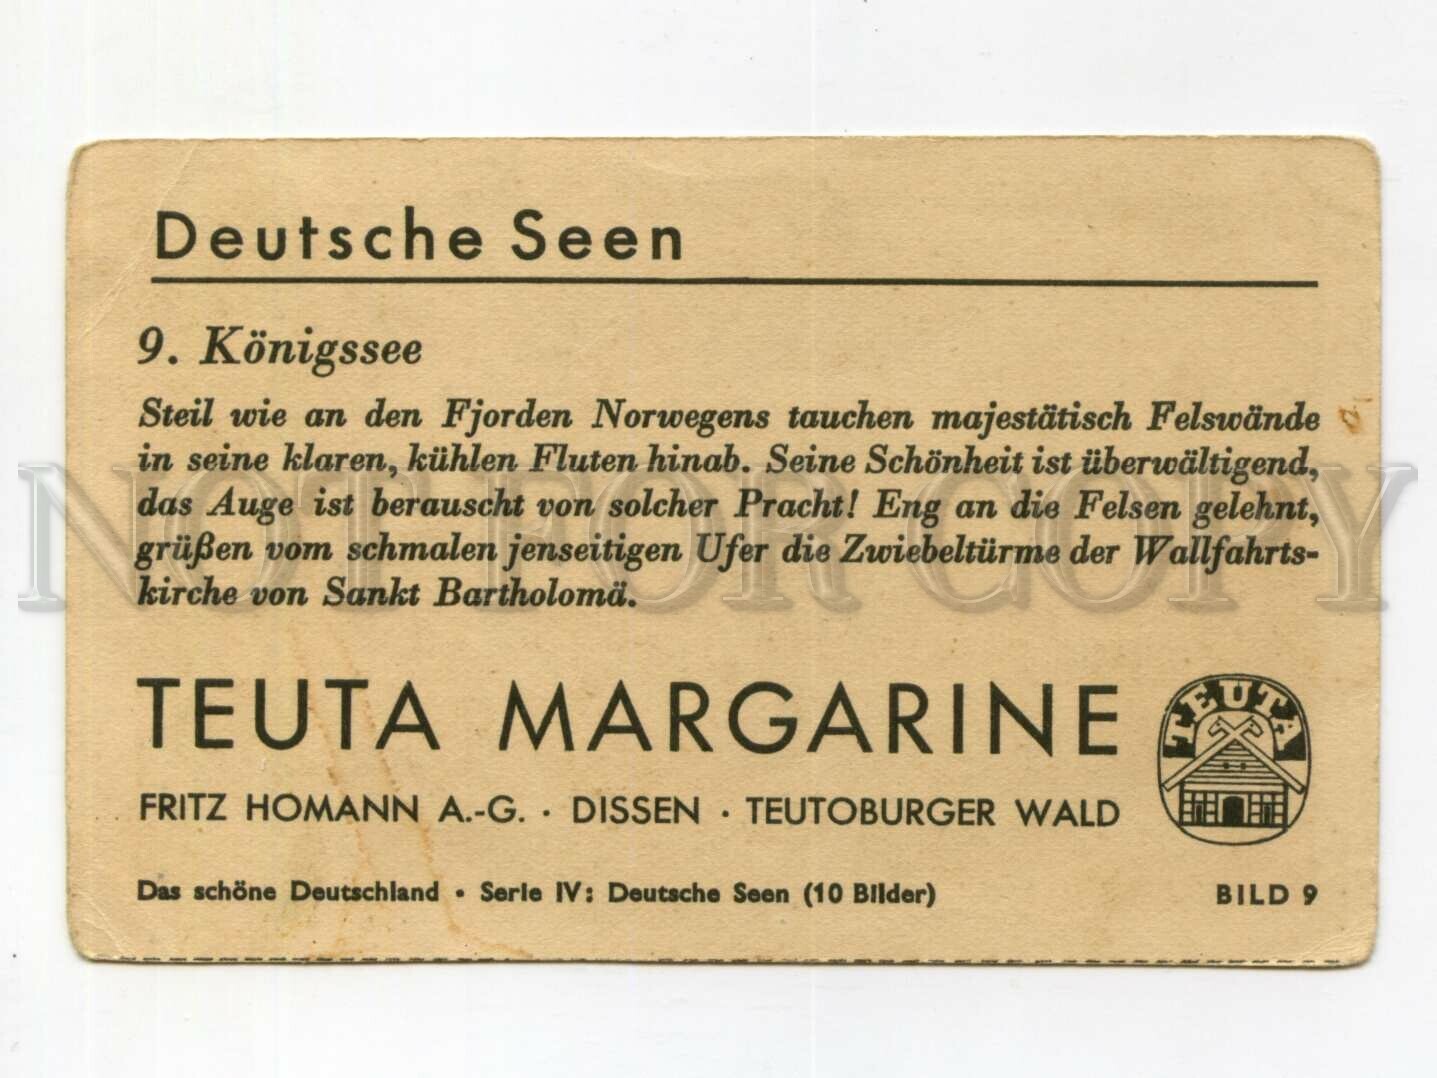 Deutsche Seen
9. Königssee
Steil wie an den Fjorden Norwegens tauchen majestätisch Felswände
in seine klaren, kühlen Fluten hinab. Seine Schönheit ist überwältigend,
das Auge ist berauscht von solcher Pracht! Eng an die Felsen gelehnt,
grüßen vom schmalen jenseitigen Ufer die Zwiebeltürme der Wallfahrts-
kirche von Sankt Bartholomä.
NOT FOR COPY
TEUTA MARGARINE
TEUTA
FRITZ HOMANN A.-G. · DISSEN · TEUTOBURGER WALD
Das schöne Deutschland • Serie IV: Deutsche Seen (10 Bilder)
BILD 9